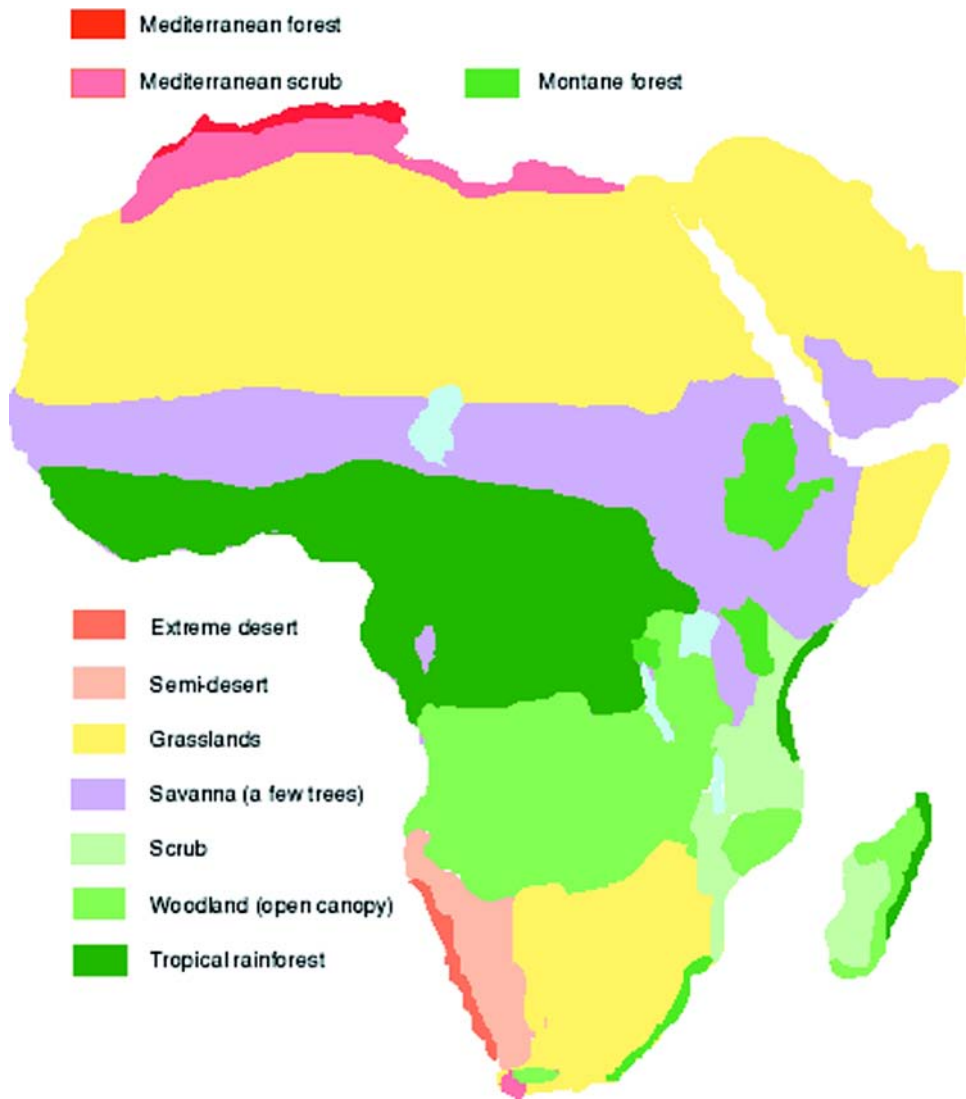 Mediterranean forest
Mediterranean scrub
Montane forest
Extreme desert
Semi-desert
Grasslands
Savanna (a few trees)
Scrub
Woodland (open canopy)
Tropical rainforest